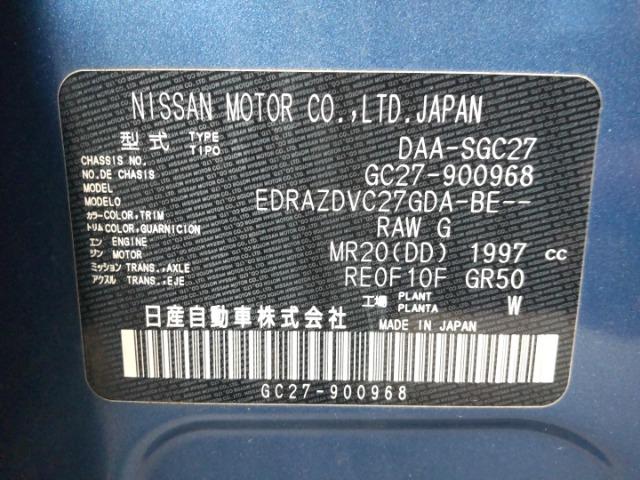 NISSAN MOTOR CO.,LTD.JAPAN
型式 TYPE TIPO DAA-SGC27
CHASSIS NO.
NO.DE CHASIS GC27-900968
MODEL
MODELO EDRAZDVC27GDA-BE--
カラー COLOR,TRIM
トリム COLOR,GUARNICION RAW G
エン ENGINE
ジン MOTOR MR20(DD) 1997 cc
ミッション TRANS.,AXLE
アクスル TRANS.,EJE RE0F10F GR50
工場 PLANT PLANTA W
日産自動車株式会社 MADE IN JAPAN
GC27-900968